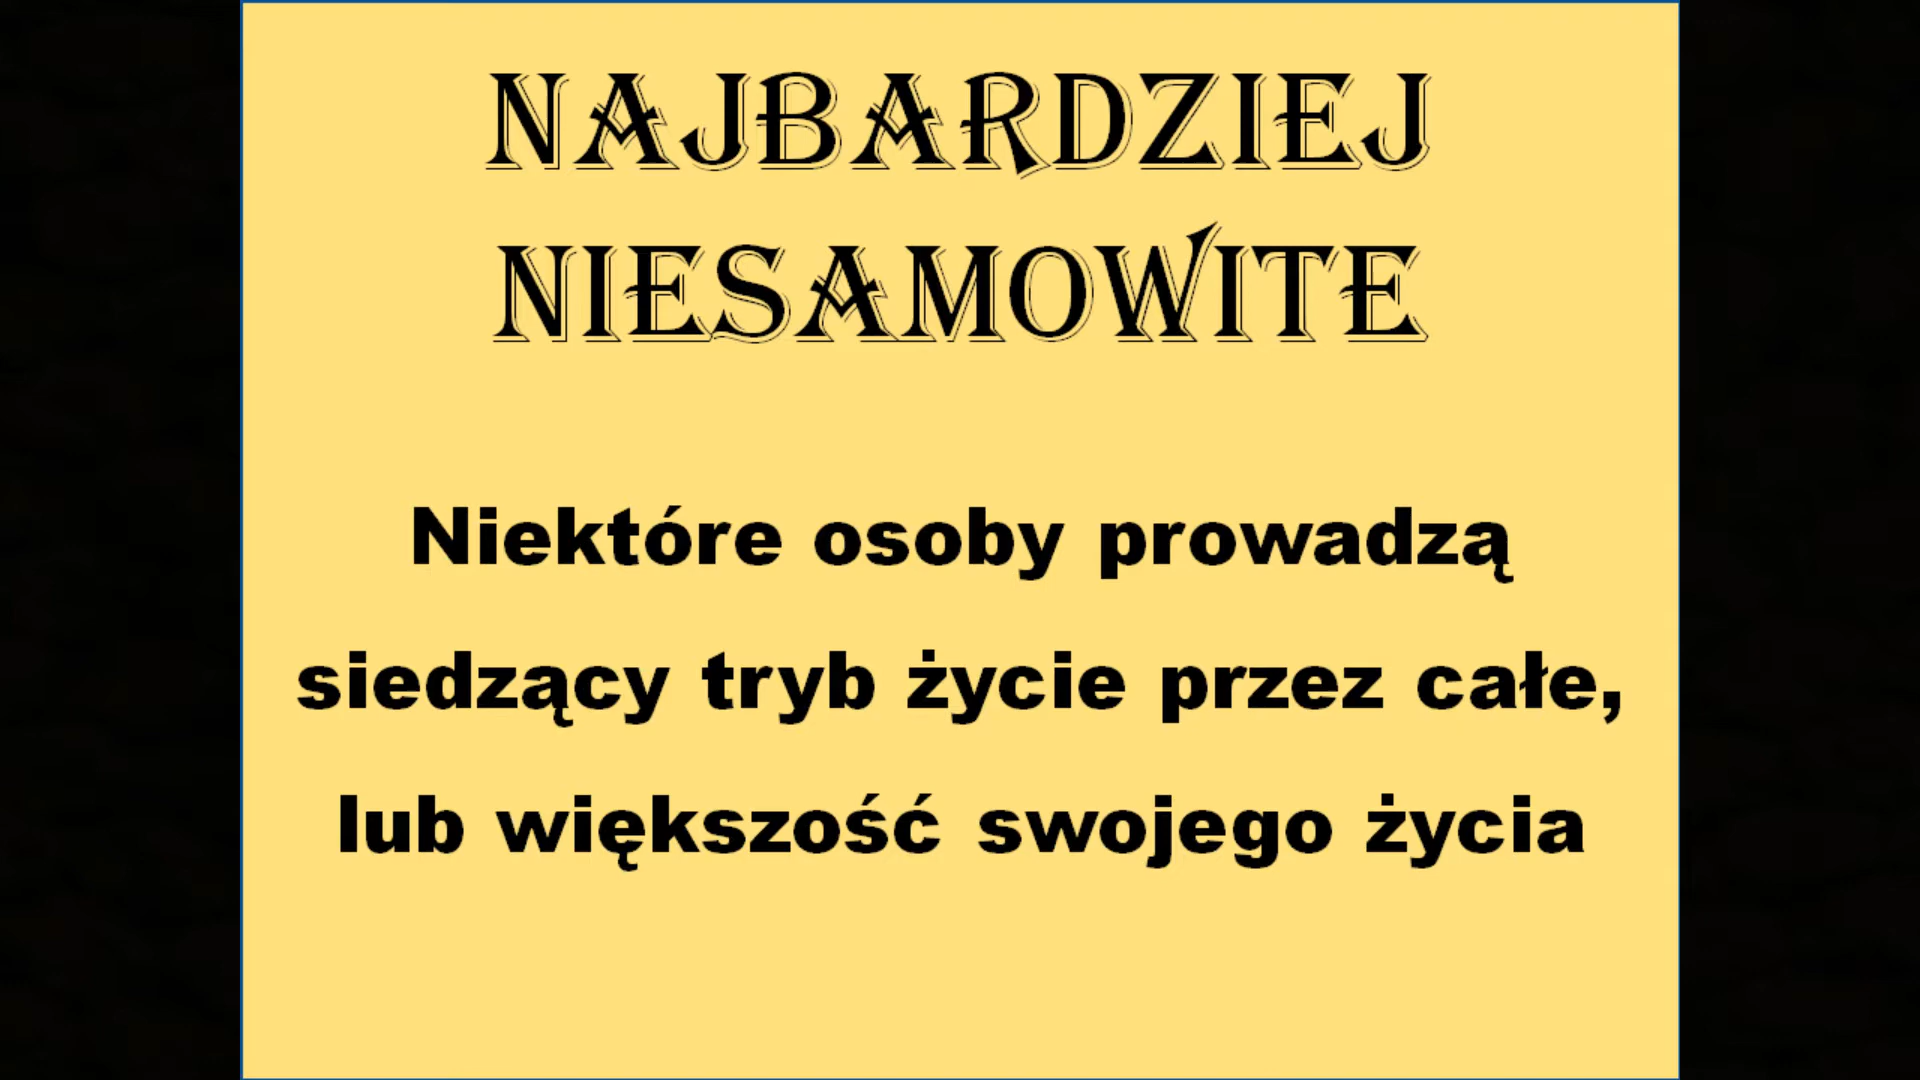 NAJBARDZIEJ
NIESAMOWITE
Niektóre osoby prowadzą
siedzący tryb życie przez całe,
lub większość swojego życia